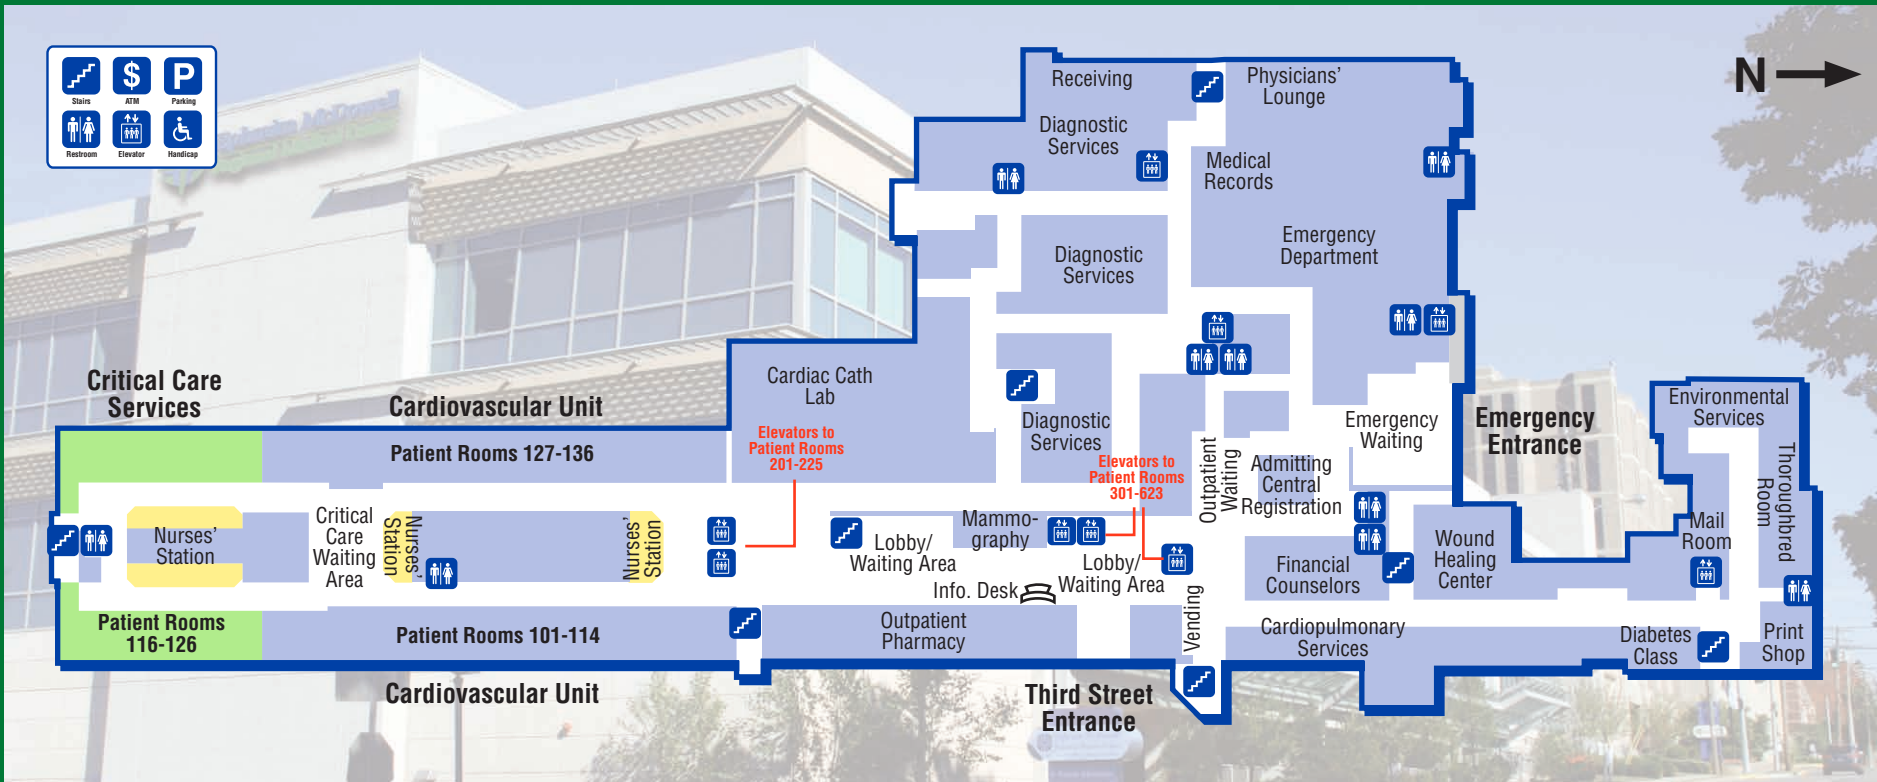 Stairs
ATM
Parking
Restroom
Elevator
Handicap
$
P
N
Receiving
Physicians'
Lounge
Diagnostic
Services
Medical
Records
Emergency
Department
Diagnostic
Services
Critical Care
Services
Cardiovascular Unit
Cardiac Cath
Lab
Elevators to
Patient Rooms
201-225
Diagnostic
Services
Elevators to
Patient Rooms
301-623
Outpatient
Waiting
Emergency
Waiting
Emergency
Entrance
Environmental
Services
Thoroughbred
Room
Patient Rooms 127-136
Admitting
Central
Registration
Nurses'
Station
Critical
Care
Waiting
Area
Nurses'
Station
Nurses'
Station
Lobby/
Waiting Area
Mammo-
graphy
Lobby/
Waiting Area
Info. Desk
Financial
Counselors
Wound
Healing
Center
Mail
Room
Patient Rooms
116-126
Patient Rooms 101-114
Outpatient
Pharmacy
Vending
Cardiopulmonary
Services
Diabetes
Class
Print
Shop
Cardiovascular Unit
Third Street
Entrance